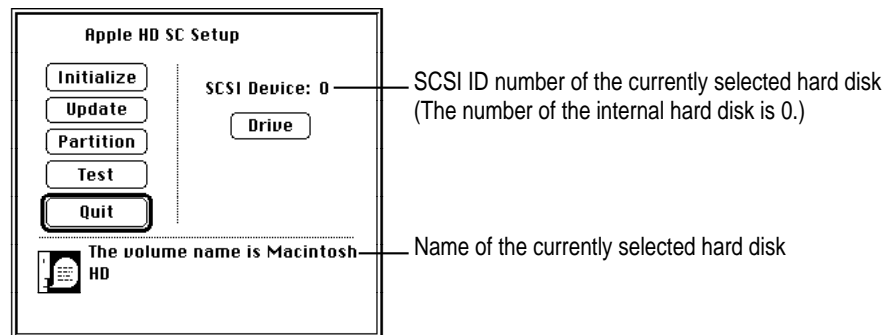 Apple HD SC Setup
Initialize
Update
Partition
Test
Quit
SCSI Device: 0
Drive
The volume name is Macintosh
HD
SCSI ID number of the currently selected hard disk
(The number of the internal hard disk is 0.)
Name of the currently selected hard disk